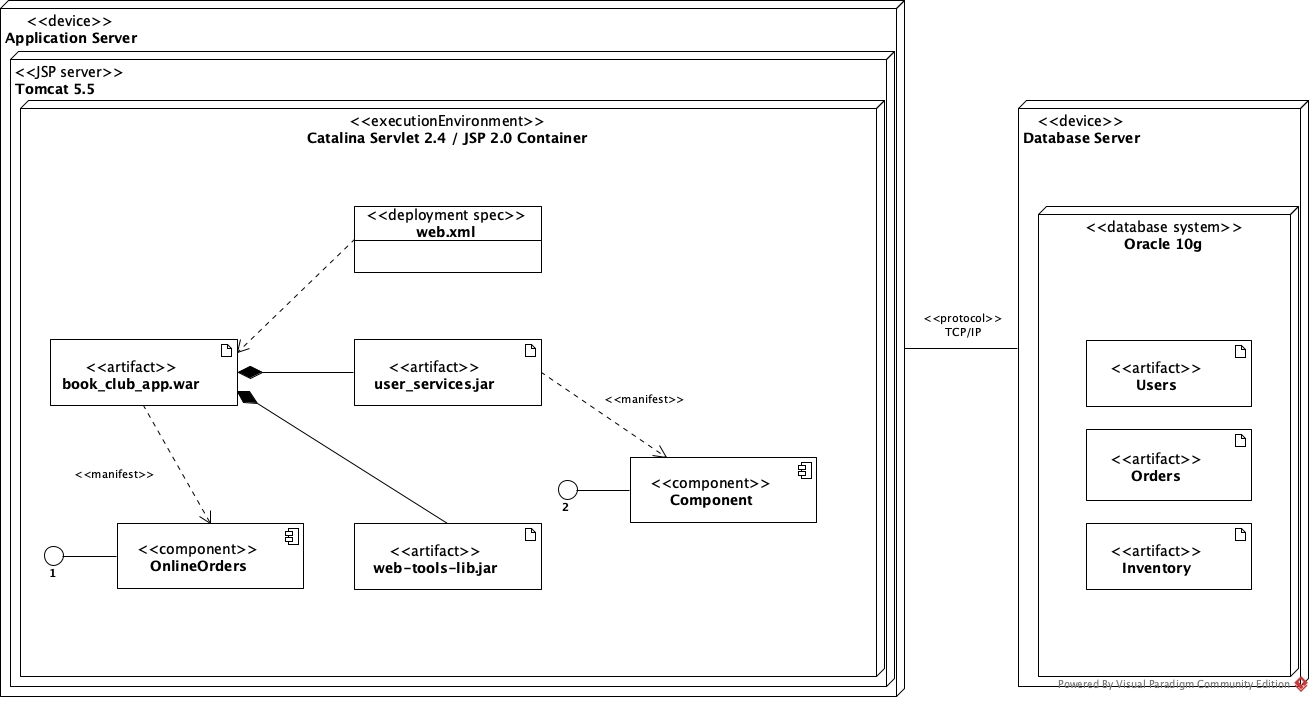 <<device>>
Application Server
<<JSP server>>
Tomcat 5.5
<<executionEnvironment>>
Catalina Servlet 2.4 / JSP 2.0 Container
<<deployment spec>>
web.xml
<<artifact>>
book_club_app.war
<<artifact>>
user_services.jar
<<manifest>>
<<manifest>>
<<component>>
Component
2
<<component>>
OnlineOrders
1
<<artifact>>
web-tools-lib.jar
<<protocol>>
TCP/IP
<<device>>
Database Server
<<database system>>
Oracle 10g
<<artifact>>
Users
<<artifact>>
Orders
<<artifact>>
Inventory
Powered By Visual Paradigm Community Edition